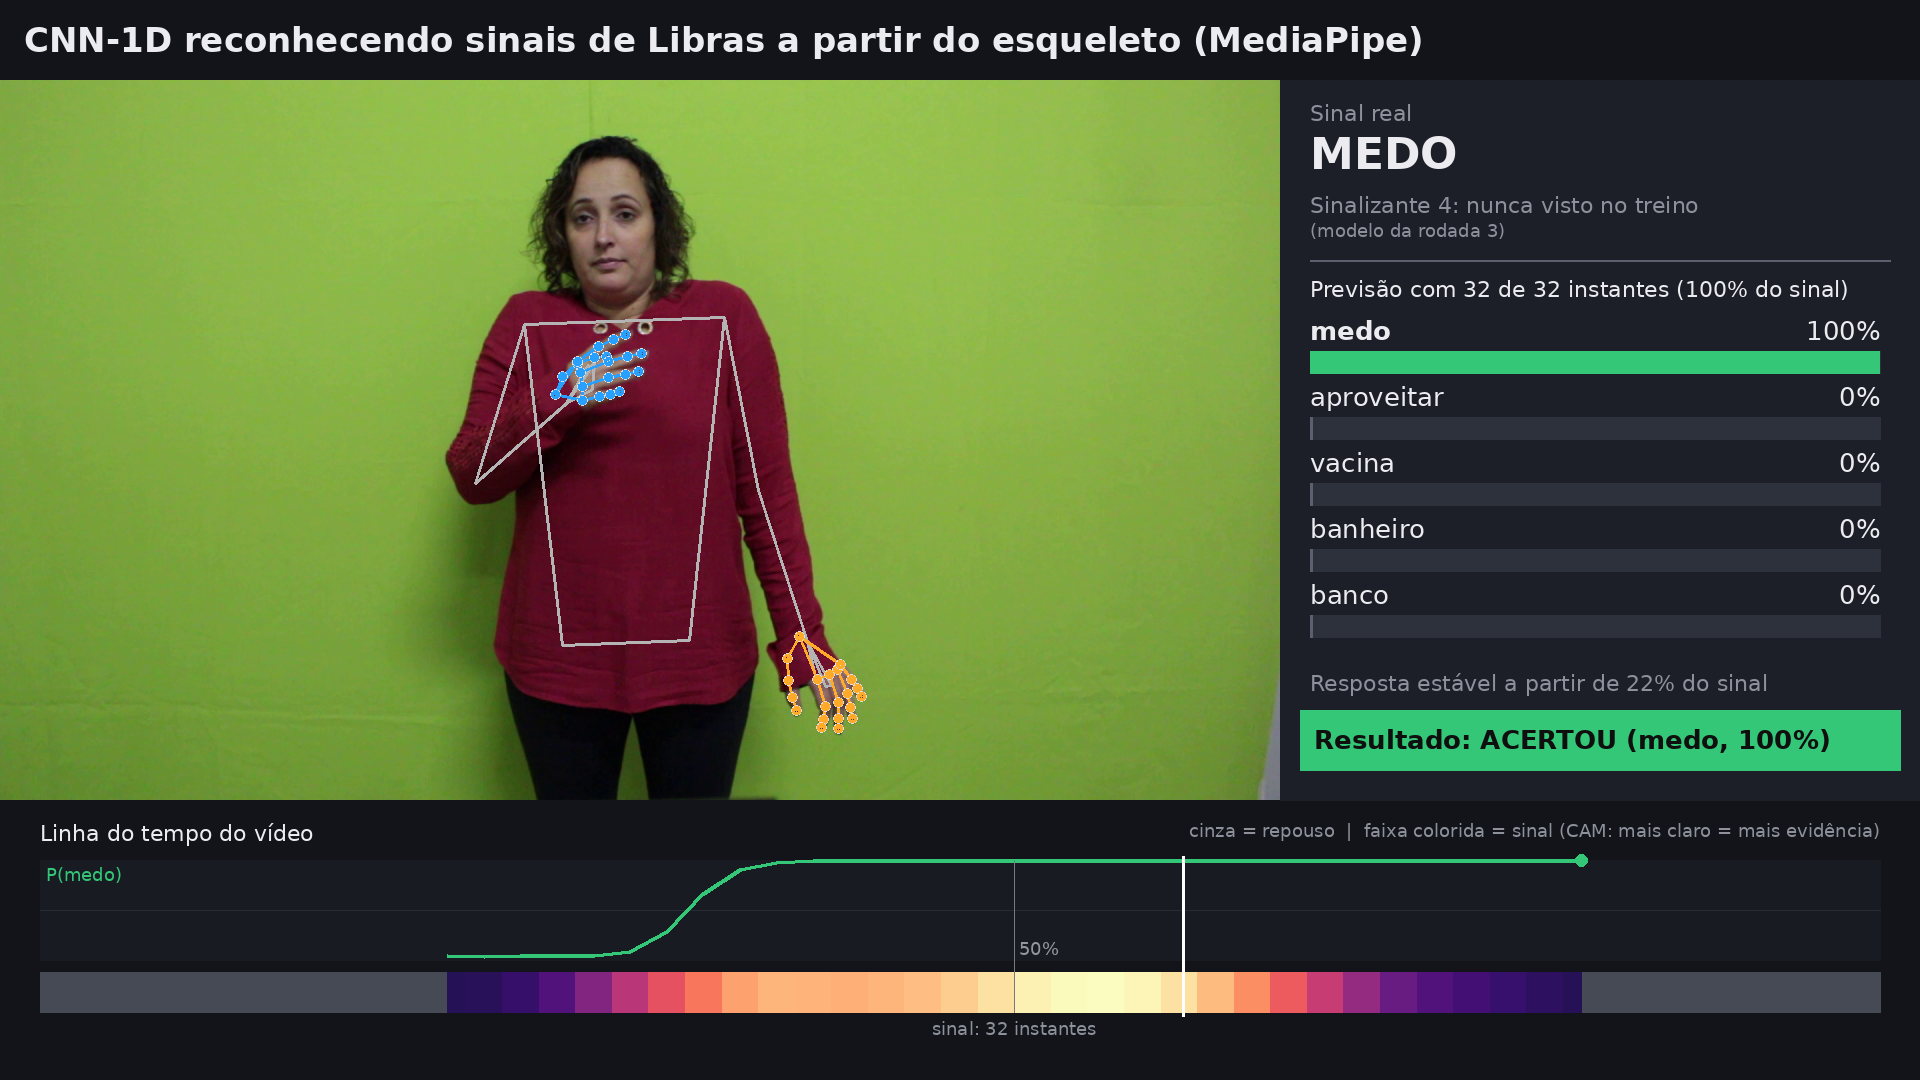 CNN-1D reconhecendo sinais de Libras a partir do esqueleto (MediaPipe)
Sinal real
MEDO
Sinalizante 4: nunca visto no treino
(modelo da rodada 3)
Previsão com 32 de 32 instantes (100% do sinal)
medo 100%
aproveitar 0%
vacina 0%
banheiro 0%
banco 0%
Resposta estável a partir de 22% do sinal
Resultado: ACERTOU (medo, 100%)
Linha do tempo do vídeo
cinza = repouso | faixa colorida = sinal (CAM: mais claro = mais evidência)
P(medo)
50%
sinal: 32 instantes